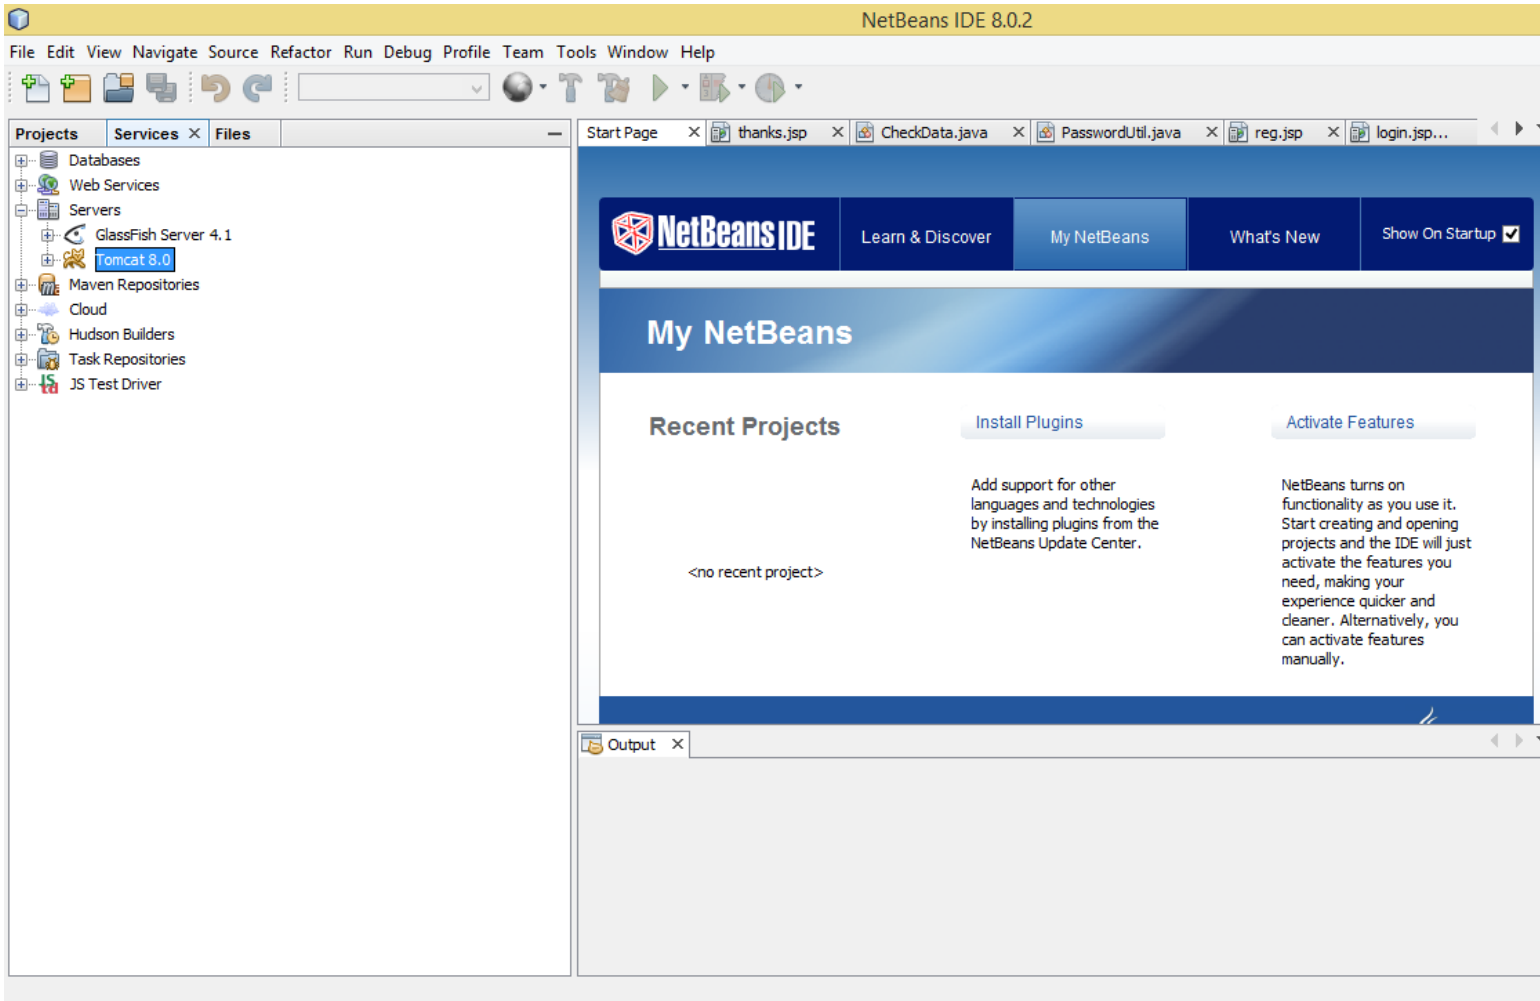 NetBeans IDE 8.0.2
File Edit View Navigate Source Refactor Run Debug Profile Team Tools Window Help
Projects Services Files
Databases
Web Services
Servers
GlassFish Server 4.1
Tomcat 8.0
Maven Repositories
Cloud
Hudson Builders
Task Repositories
JS Test Driver
Start Page thanks.jsp CheckData.java PasswordUtil.java reg.jsp login.jsp...
NetBeans IDE
Learn & Discover
My NetBeans
What's New
Show On Startup
My NetBeans
Recent Projects
<no recent project>
Install Plugins
Add support for other
languages and technologies
by installing plugins from the
NetBeans Update Center.
Activate Features
NetBeans turns on
functionality as you use it.
Start creating and opening
projects and the IDE will just
activate the features you
need, making your
experience quicker and
cleaner. Alternatively, you
can activate features
manually.
Output